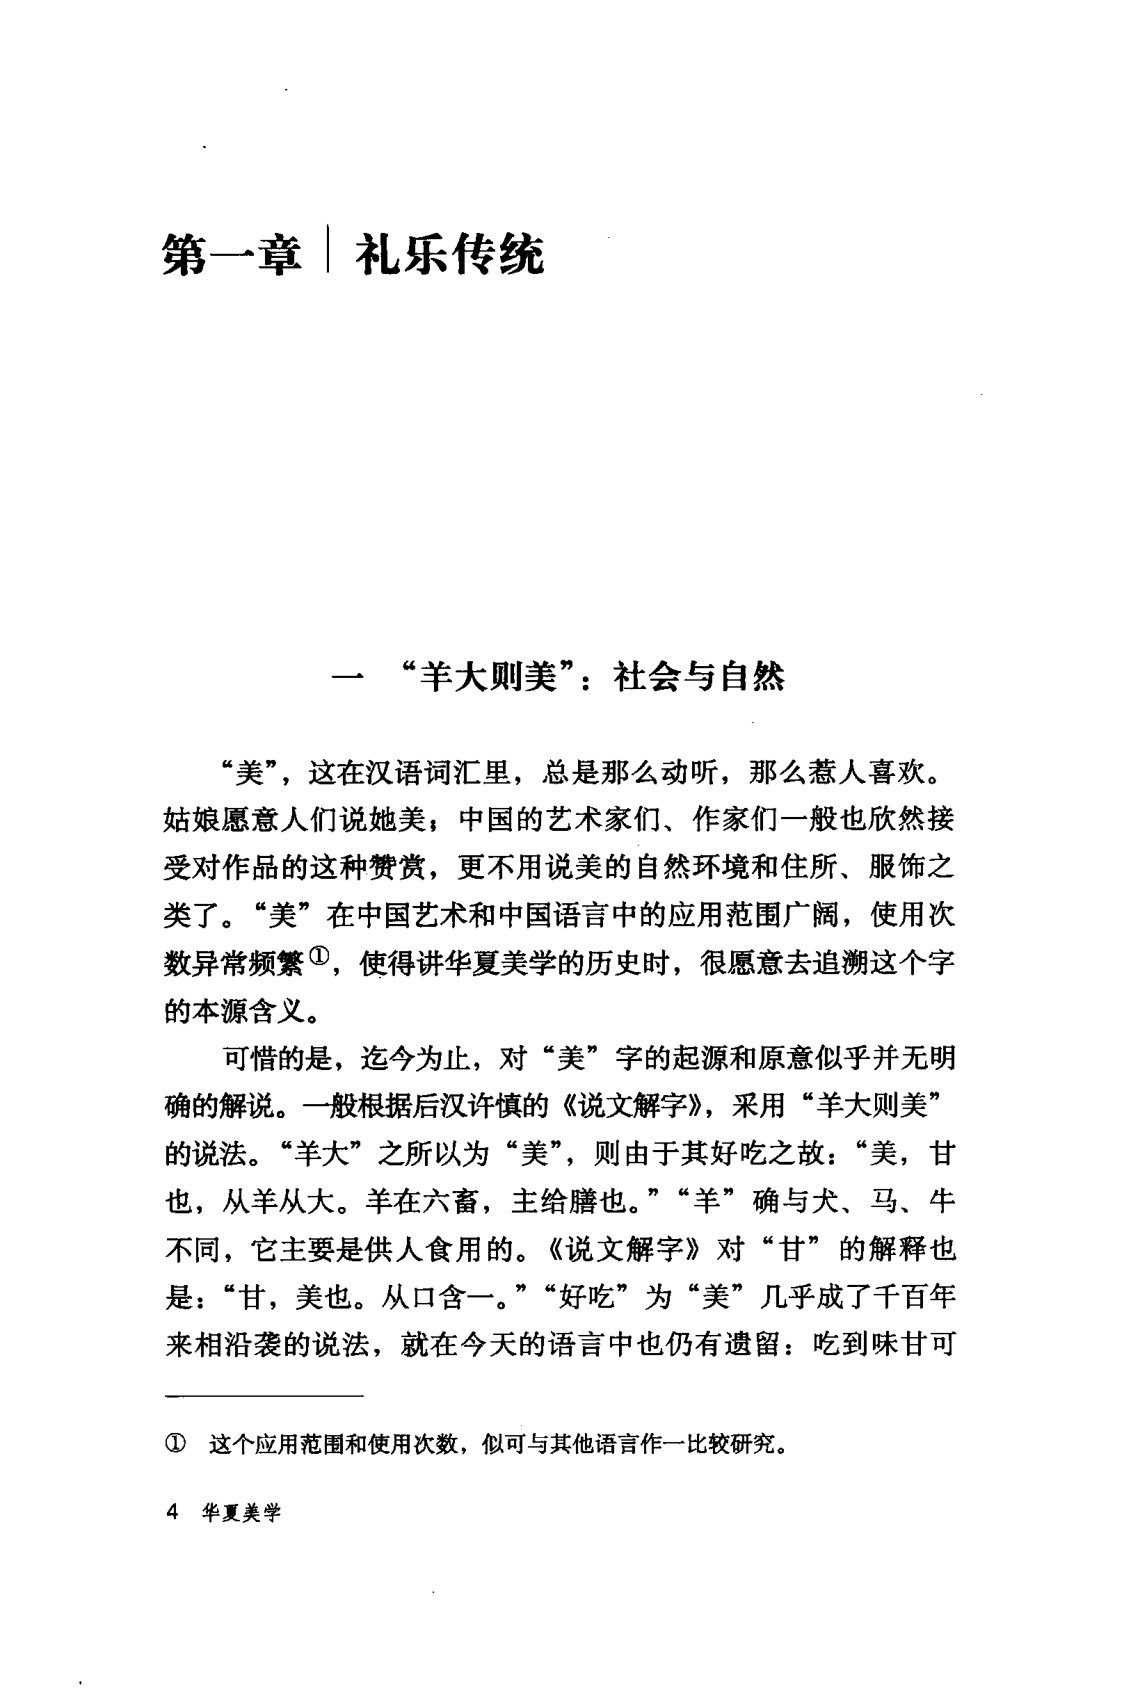 第一章｜礼乐传统
一 “羊大则美”：社会与自然
“美”，这在汉语词汇里，总是那么动听，那么惹人喜欢。
姑娘愿意人们说她美；中国的艺术家们、作家们一般也欣然接
受对作品的这种赞赏，更不用说美的自然环境和住所、服饰之
类了。“美”在中国艺术和中国语言中的应用范围广阔，使用次
数异常频繁①，使得讲华夏美学的历史时，很愿意去追溯这个字
的本源含义。
可惜的是，迄今为止，对“美”字的起源和原意似乎并无明
确的解说。一般根据后汉许慎的《说文解字》，采用“羊大则美”
的说法。“羊大”之所以为“美”，则由于其好吃之故：“美，甘
也，从羊从大。羊在六畜，主给膳也。”“羊”确与犬、马、牛
不同，它主要是供人食用的。《说文解字》对“甘”的解释也
是：“甘，美也。从口含一。”“好吃”为“美”几乎成了千百年
来相沿袭的说法，就在今天的语言中也仍有遗留：吃到味甘可
① 这个应用范围和使用次数，似可与其他语言作一比较研究。
4 华夏美学